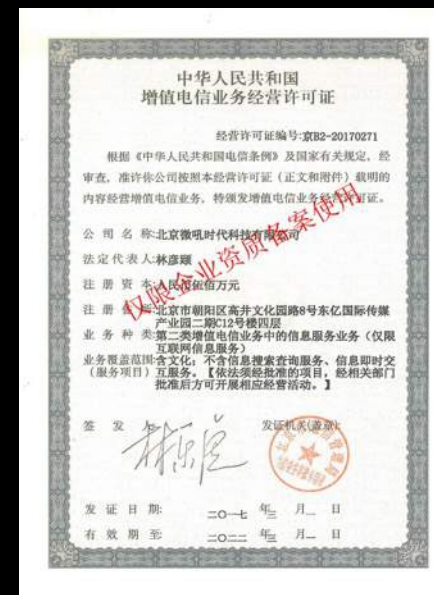 中华人民共和国
增值电信业务经营许可证
经营许可证编号:京B2-20170271
根据《中华人民共和国电信条例》及国家有关规定，经
审查，准许你公司按照本经营许可证（正文和附件）载明的
内容经营增值电信业务，特颁发增值电信业务经营许可证。
公司名称:北京微吼时代科技有限公司
法定代表人:林彦頲
注册资本:人民币伍佰万元
注册住所:北京市朝阳区高井文化园路8号东亿国际传媒
产业园二期C12号楼四层
业务种类:第二类增值电信业务中的信息服务业务（仅限
互联网信息服务）
业务覆盖范围:含文化；不含信息搜索查询服务、信息即时交
（服务项目）互服务。【依法须经批准的项目，经相关部门
批准后方可开展相应经营活动。】
仅限企业资质备案使用
签发人:
发证机关(盖章):
发证日期: 二〇一七 年三 月一 日
有效期至: 二〇二二 年三 月一 日